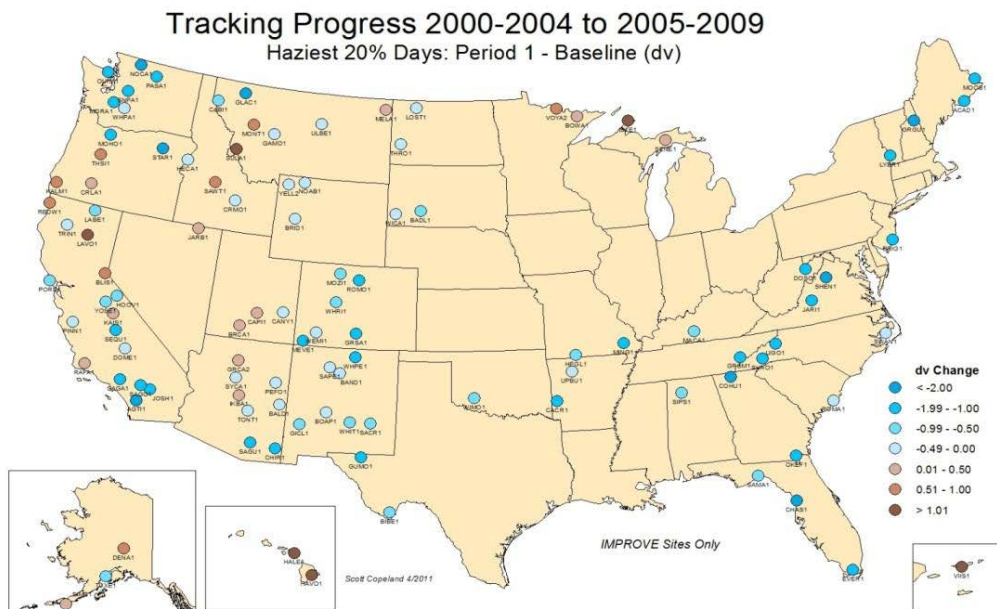 Tracking Progress 2000-2004 to 2005-2009
Haziest 20% Days: Period 1 - Baseline (dv)
NOCA1
PASA1
MORA1
WHPA1
MOHO1
THSI1
STAR1
HECA1
KALM1
CRLA1
REDW1
LABE1
TRIN1
LAVO1
CABI1
GLAC1
MONT1
GAMO1
SULA1
ULBE1
MELA1
LOST1
THRO1
SAWT1
CRMO1
YELL2
NOAB1
BRID1
WICA1
BADL1
JARB1
VOYA2
BOWA1
ISLE1
SENE1
MOOS1
ACAD1
GRGU1
LYBR1
BRIG1
DOSO1
SHEN1
JARI1
SWAN1
BLIS1
PORE1
HOOV1
YOSE1
KAIS1
PINN1
SEQU1
DOME1
RAFA1
SAGA1
SAGO1
JOSH1
AGTI1
MOZI1
ROMO1
WHRI1
CAPI1
CANY1
BRCA1
WEMI1
MEVE1
GRSA1
GRCA2
SYCA1
IKBA1
TONT1
PEFO1
BALD1
SAPE1
WHPE1
BAND1
GICL1
BOAP1
WHIT1
SACR1
SAGU1
CHIR1
GUMO1
BIBE1
WIMO1
HEGL1
UPBU1
MING1
CACR1
MACA1
SIPS1
GRSM1
LIGO1
SHRO1
COHU1
ROMA1
OKEF1
SAMA1
CHAS1
EVER1
dv Change
< -2.00
-1.99 - -1.00
-0.99 - -0.50
-0.49 - 0.00
0.01 - 0.50
0.51 - 1.00
> 1.01
IMPROVE Sites Only
DENA1
HALE1
HAVO1
Scott Copeland 4/2011
VIIS1